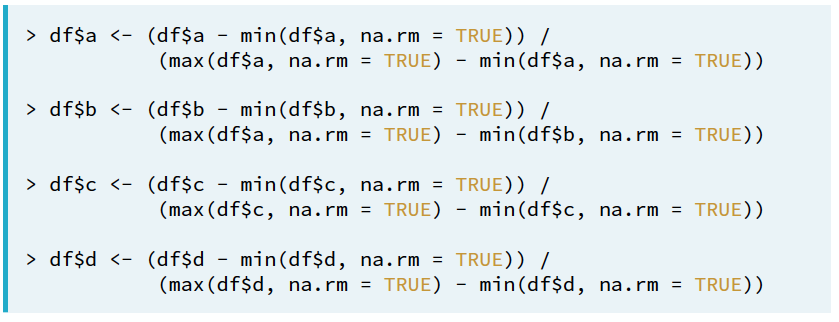 > df$a <- (df$a - min(df$a, na.rm = TRUE)) /
(max(df$a, na.rm = TRUE) - min(df$a, na.rm = TRUE))
> df$b <- (df$b - min(df$b, na.rm = TRUE)) /
(max(df$a, na.rm = TRUE) - min(df$b, na.rm = TRUE))
> df$c <- (df$c - min(df$c, na.rm = TRUE)) /
(max(df$c, na.rm = TRUE) - min(df$c, na.rm = TRUE))
> df$d <- (df$d - min(df$d, na.rm = TRUE)) /
(max(df$d, na.rm = TRUE) - min(df$d, na.rm = TRUE))